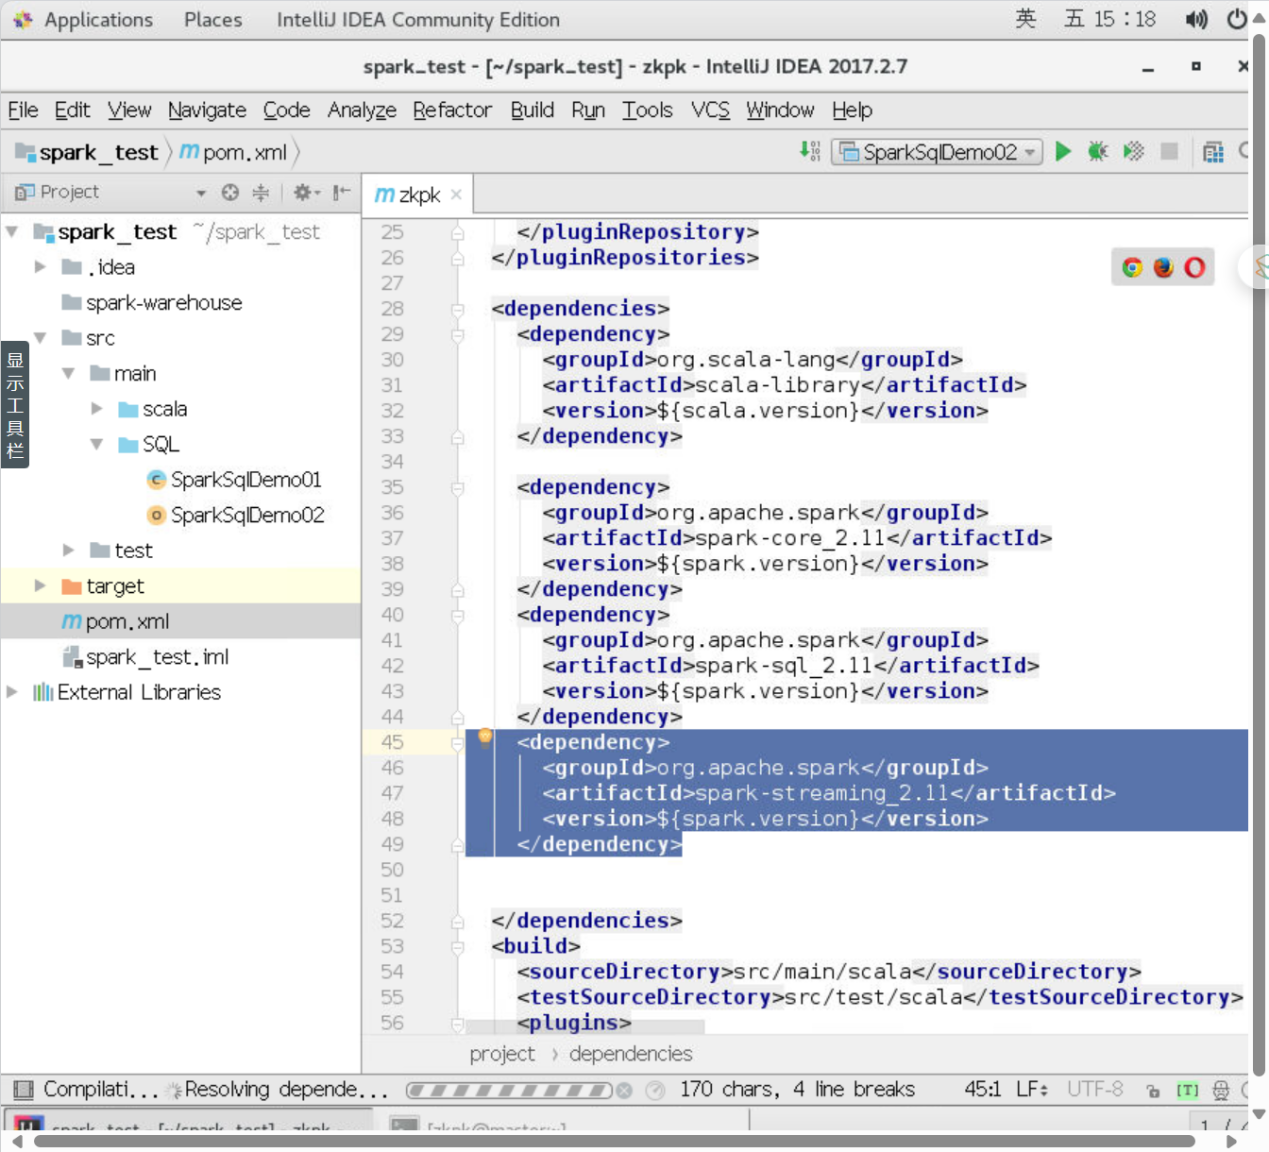 Applications Places IntelliJ IDEA Community Edition 英 五 15：18
spark_test - [~/spark_test] - zkpk - IntelliJ IDEA 2017.2.7
File Edit View Navigate Code Analyze Refactor Build Run Tools VCS Window Help
spark_test pom.xml SparkSqlDemo02
Project
zkpk
spark_test ~/spark_test
.idea
spark-warehouse
src
main
scala
SQL
SparkSqlDemo01
SparkSqlDemo02
test
target
pom.xml
spark_test.iml
External Libraries
显示工具栏
25 </pluginRepository>
26 </pluginRepositories>
27
28 <dependencies>
29 <dependency>
30 <groupId>org.scala-lang</groupId>
31 <artifactId>scala-library</artifactId>
32 <version>${scala.version}</version>
33 </dependency>
34
35 <dependency>
36 <groupId>org.apache.spark</groupId>
37 <artifactId>spark-core_2.11</artifactId>
38 <version>${spark.version}</version>
39 </dependency>
40 <dependency>
41 <groupId>org.apache.spark</groupId>
42 <artifactId>spark-sql_2.11</artifactId>
43 <version>${spark.version}</version>
44 </dependency>
45 <dependency>
46 <groupId>org.apache.spark</groupId>
47 <artifactId>spark-streaming_2.11</artifactId>
48 <version>${spark.version}</version>
49 </dependency>
50
51
52 </dependencies>
53 <build>
54 <sourceDirectory>src/main/scala</sourceDirectory>
55 <testSourceDirectory>src/test/scala</testSourceDirectory>
56 <plugins>
project › dependencies
Compilati... Resolving depende... 170 chars, 4 line breaks 45:1 LF UTF-8 [T]
spark_test - [~/spark_test] - zkpk -